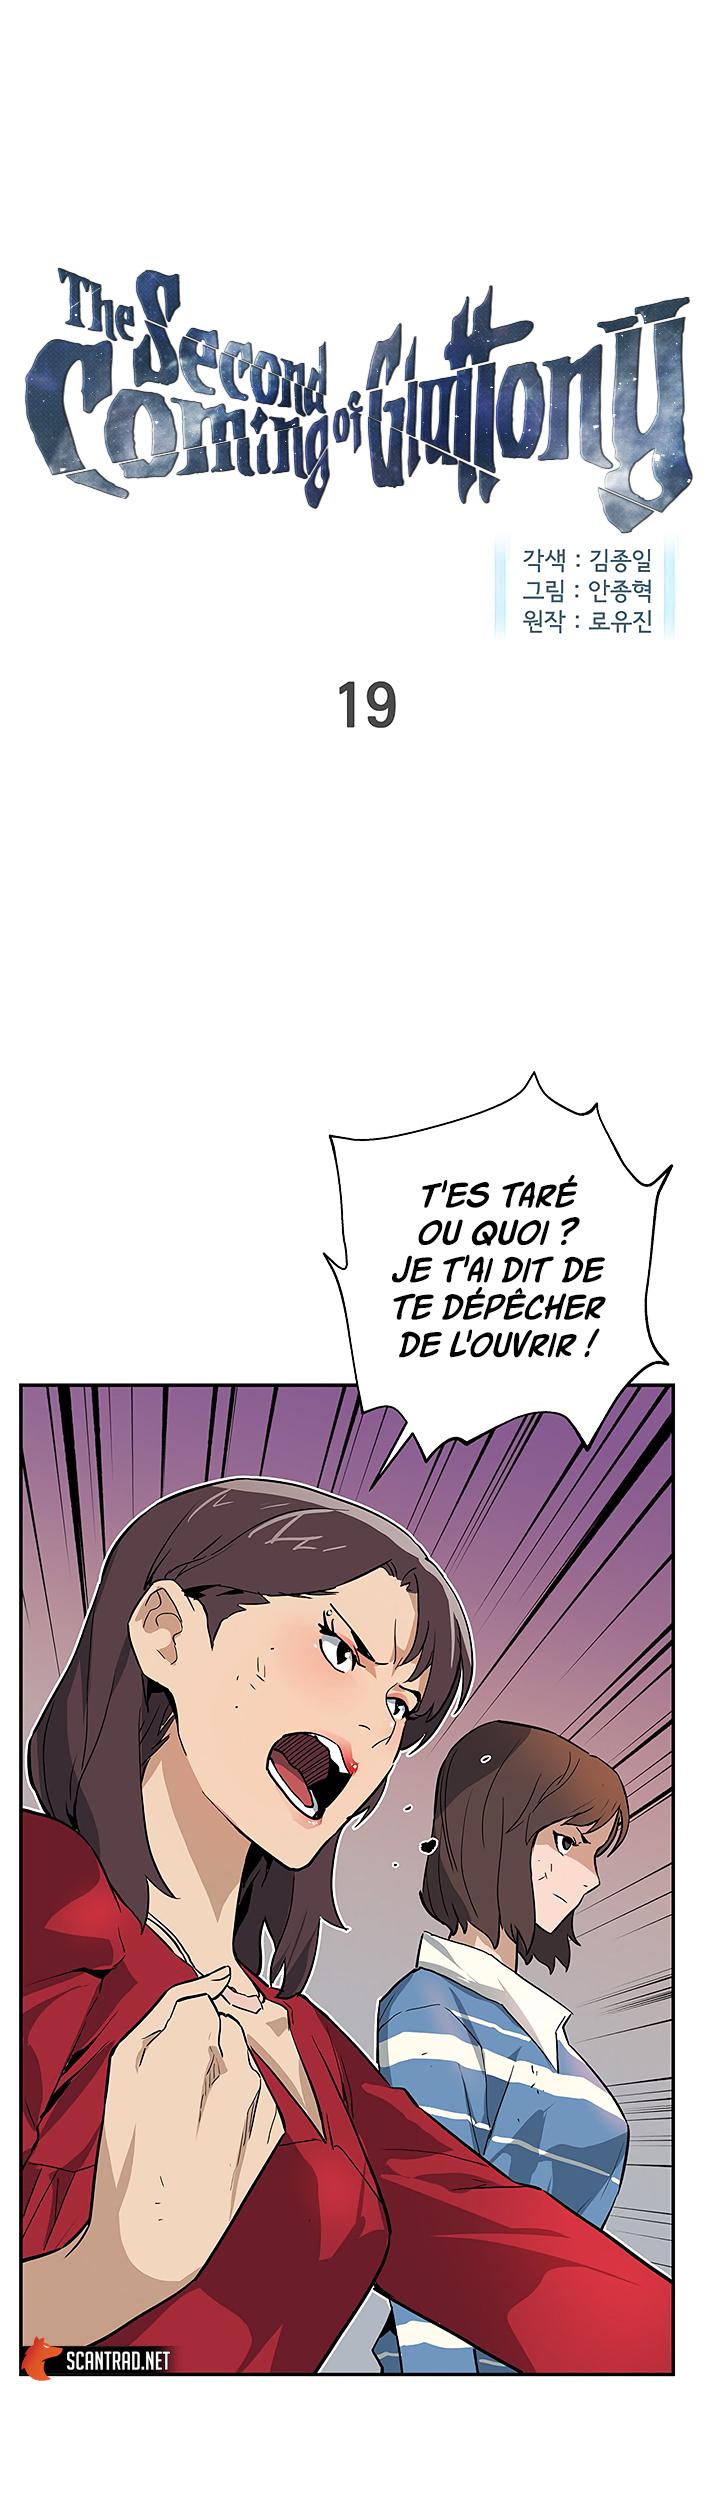 The Second
Coming of Gluttony
각색 : 김종일
그림 : 안종혁
원작 : 로유진
19
T'ES TARÉ
OU QUOI ?
JE T'AI DIT DE
TE DÉPÊCHER
DE L'OUVRIR !
SCANTRAD.NET